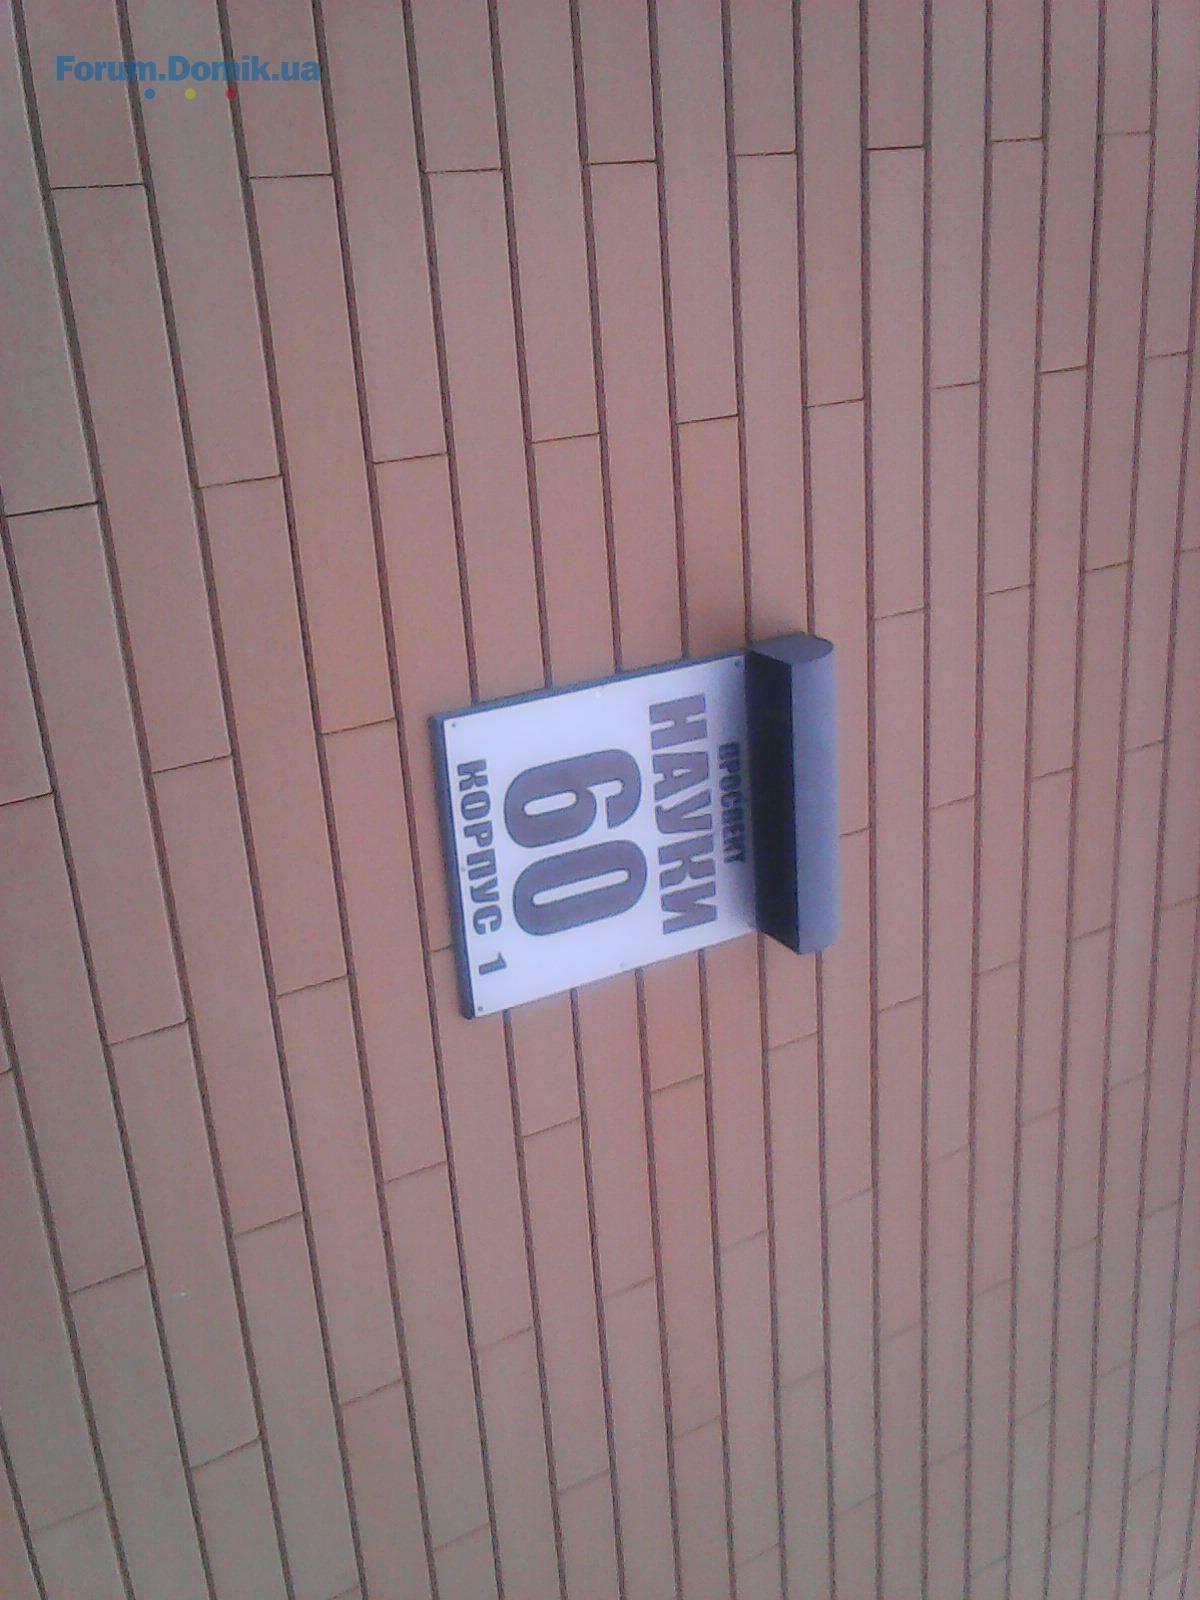 Forum.Domik.ua
ПРОСПЕКТ
НАУКИ
60
КОРПУС 1